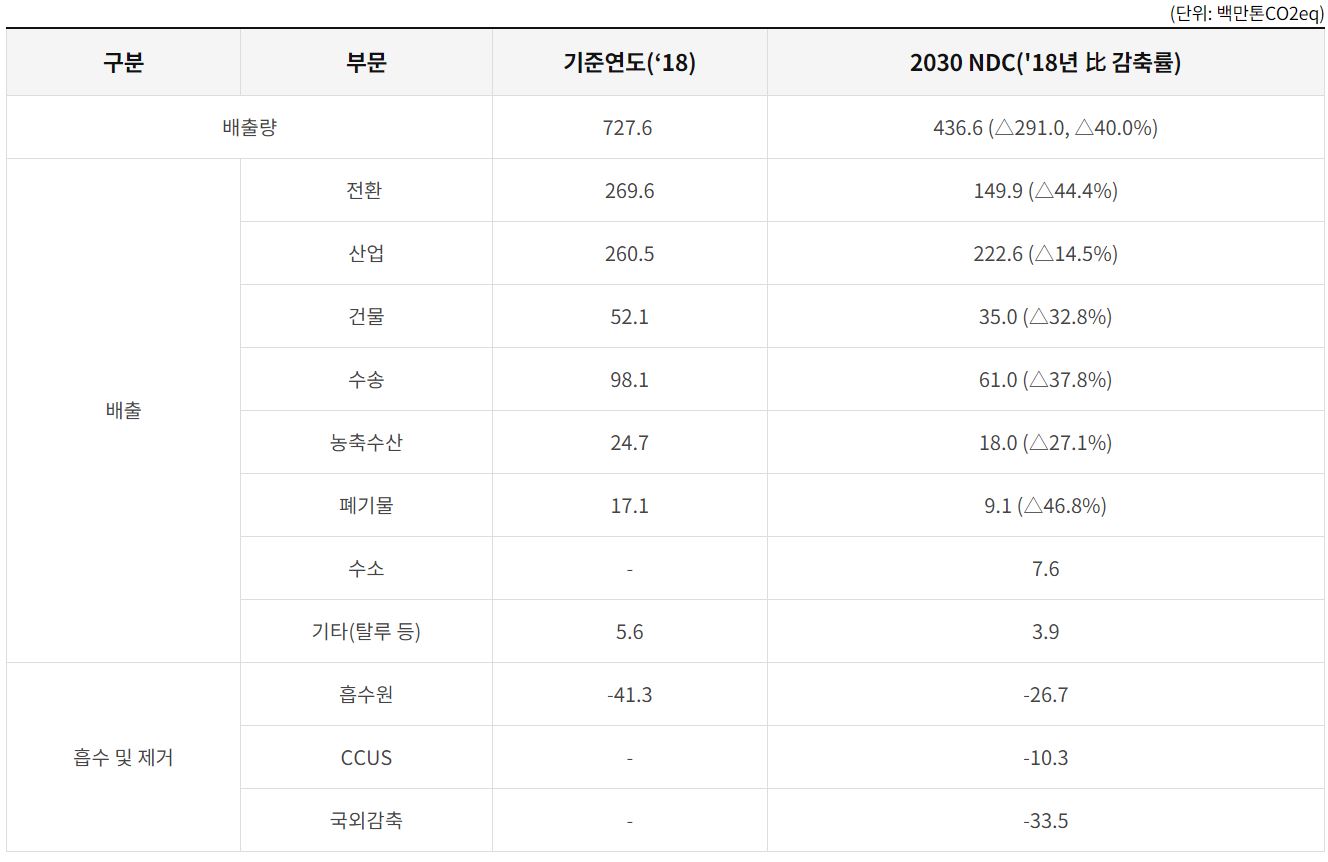 (단위: 백만톤CO2eq)
구분 부문 기준연도(‘18) 2030 NDC('18년 比 감축률)
배출량 727.6 436.6 (△291.0, △40.0%)
배출 전환 269.6 149.9 (△44.4%)
산업 260.5 222.6 (△14.5%)
건물 52.1 35.0 (△32.8%)
수송 98.1 61.0 (△37.8%)
농축수산 24.7 18.0 (△27.1%)
폐기물 17.1 9.1 (△46.8%)
수소 - 7.6
기타(탈루 등) 5.6 3.9
흡수 및 제거 흡수원 -41.3 -26.7
CCUS - -10.3
국외감축 - -33.5